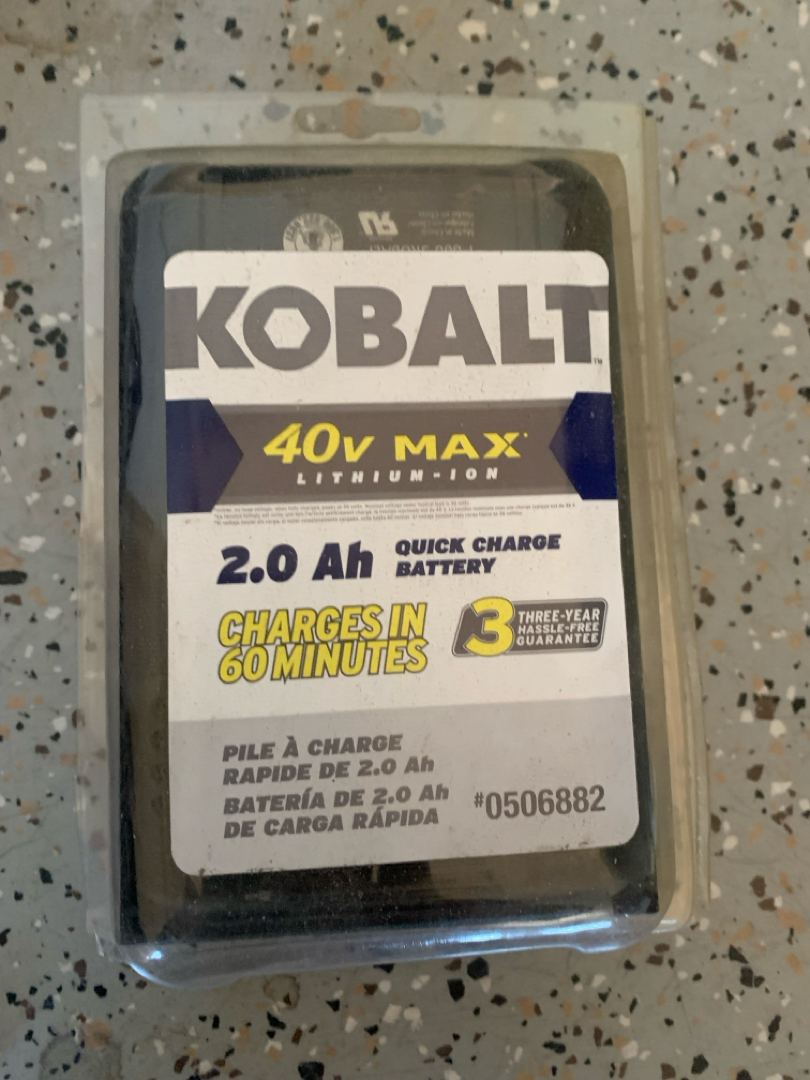 KOBALT™
40V MAX*
LITHIUM-ION
2.0 Ah
QUICK CHARGE
BATTERY
CHARGES IN
60 MINUTES
3
THREE-YEAR
HASSLE-FREE
GUARANTEE
PILE À CHARGE
RAPIDE DE 2.0 Ah
BATERÍA DE 2.0 Ah
DE CARGA RÁPIDA
#0506882